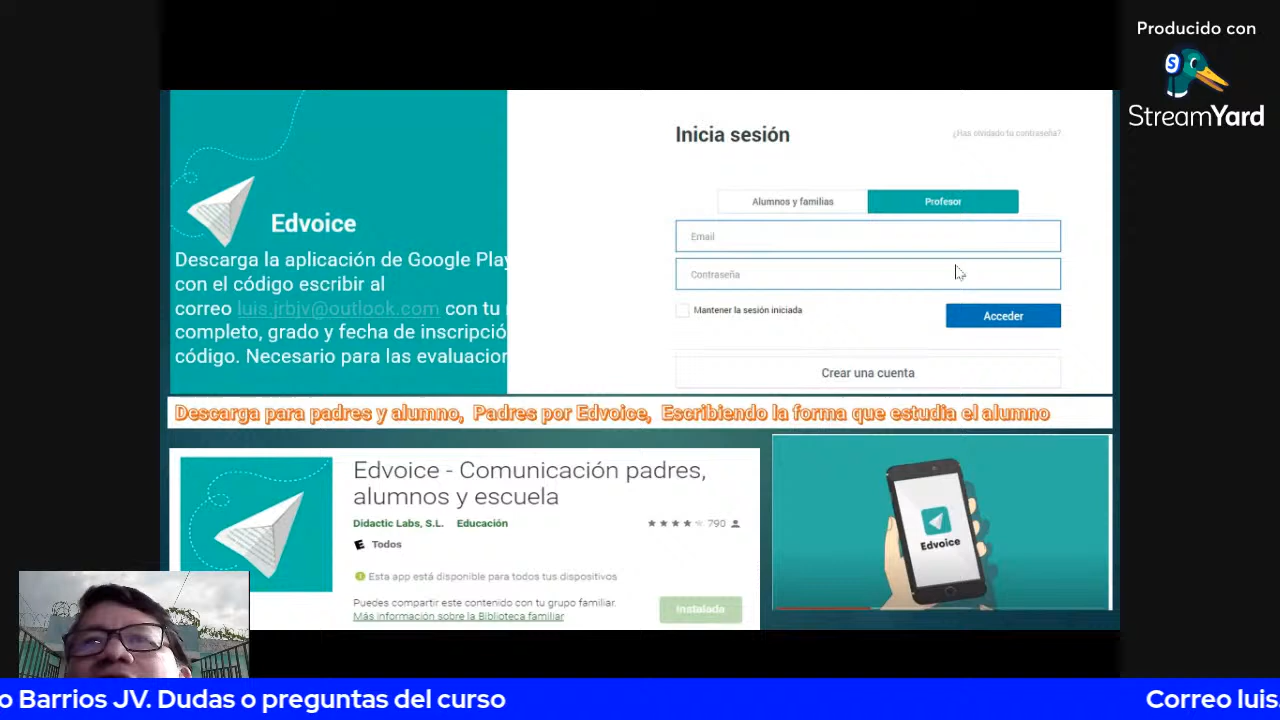 Producido con
StreamYard
Inicia sesión
¿Has olvidado tu contraseña?
Alumnos y familias
Profesor
Email
Contraseña
Mantener la sesión iniciada
Acceder
Crear una cuenta
Edvoice
Descarga la aplicación de Google Play
con el código escribir al
correo luis.jrbjv@outlook.com con tu
completo, grado y fecha de inscripció
código. Necesario para las evaluacion
Descarga para padres y alumno, Padres por Edvoice, Escribiendo la forma que estudia el alumno
Edvoice - Comunicación padres,
alumnos y escuela
Didactic Labs, S.L. Educación
790
E Todos
Esta app está disponible para todos tus dispositivos
Puedes compartir este contenido con tu grupo familiar.
Más información sobre la Biblioteca familiar
Instalada
Edvoice
o Barrios JV. Dudas o preguntas del curso
Correo luis.